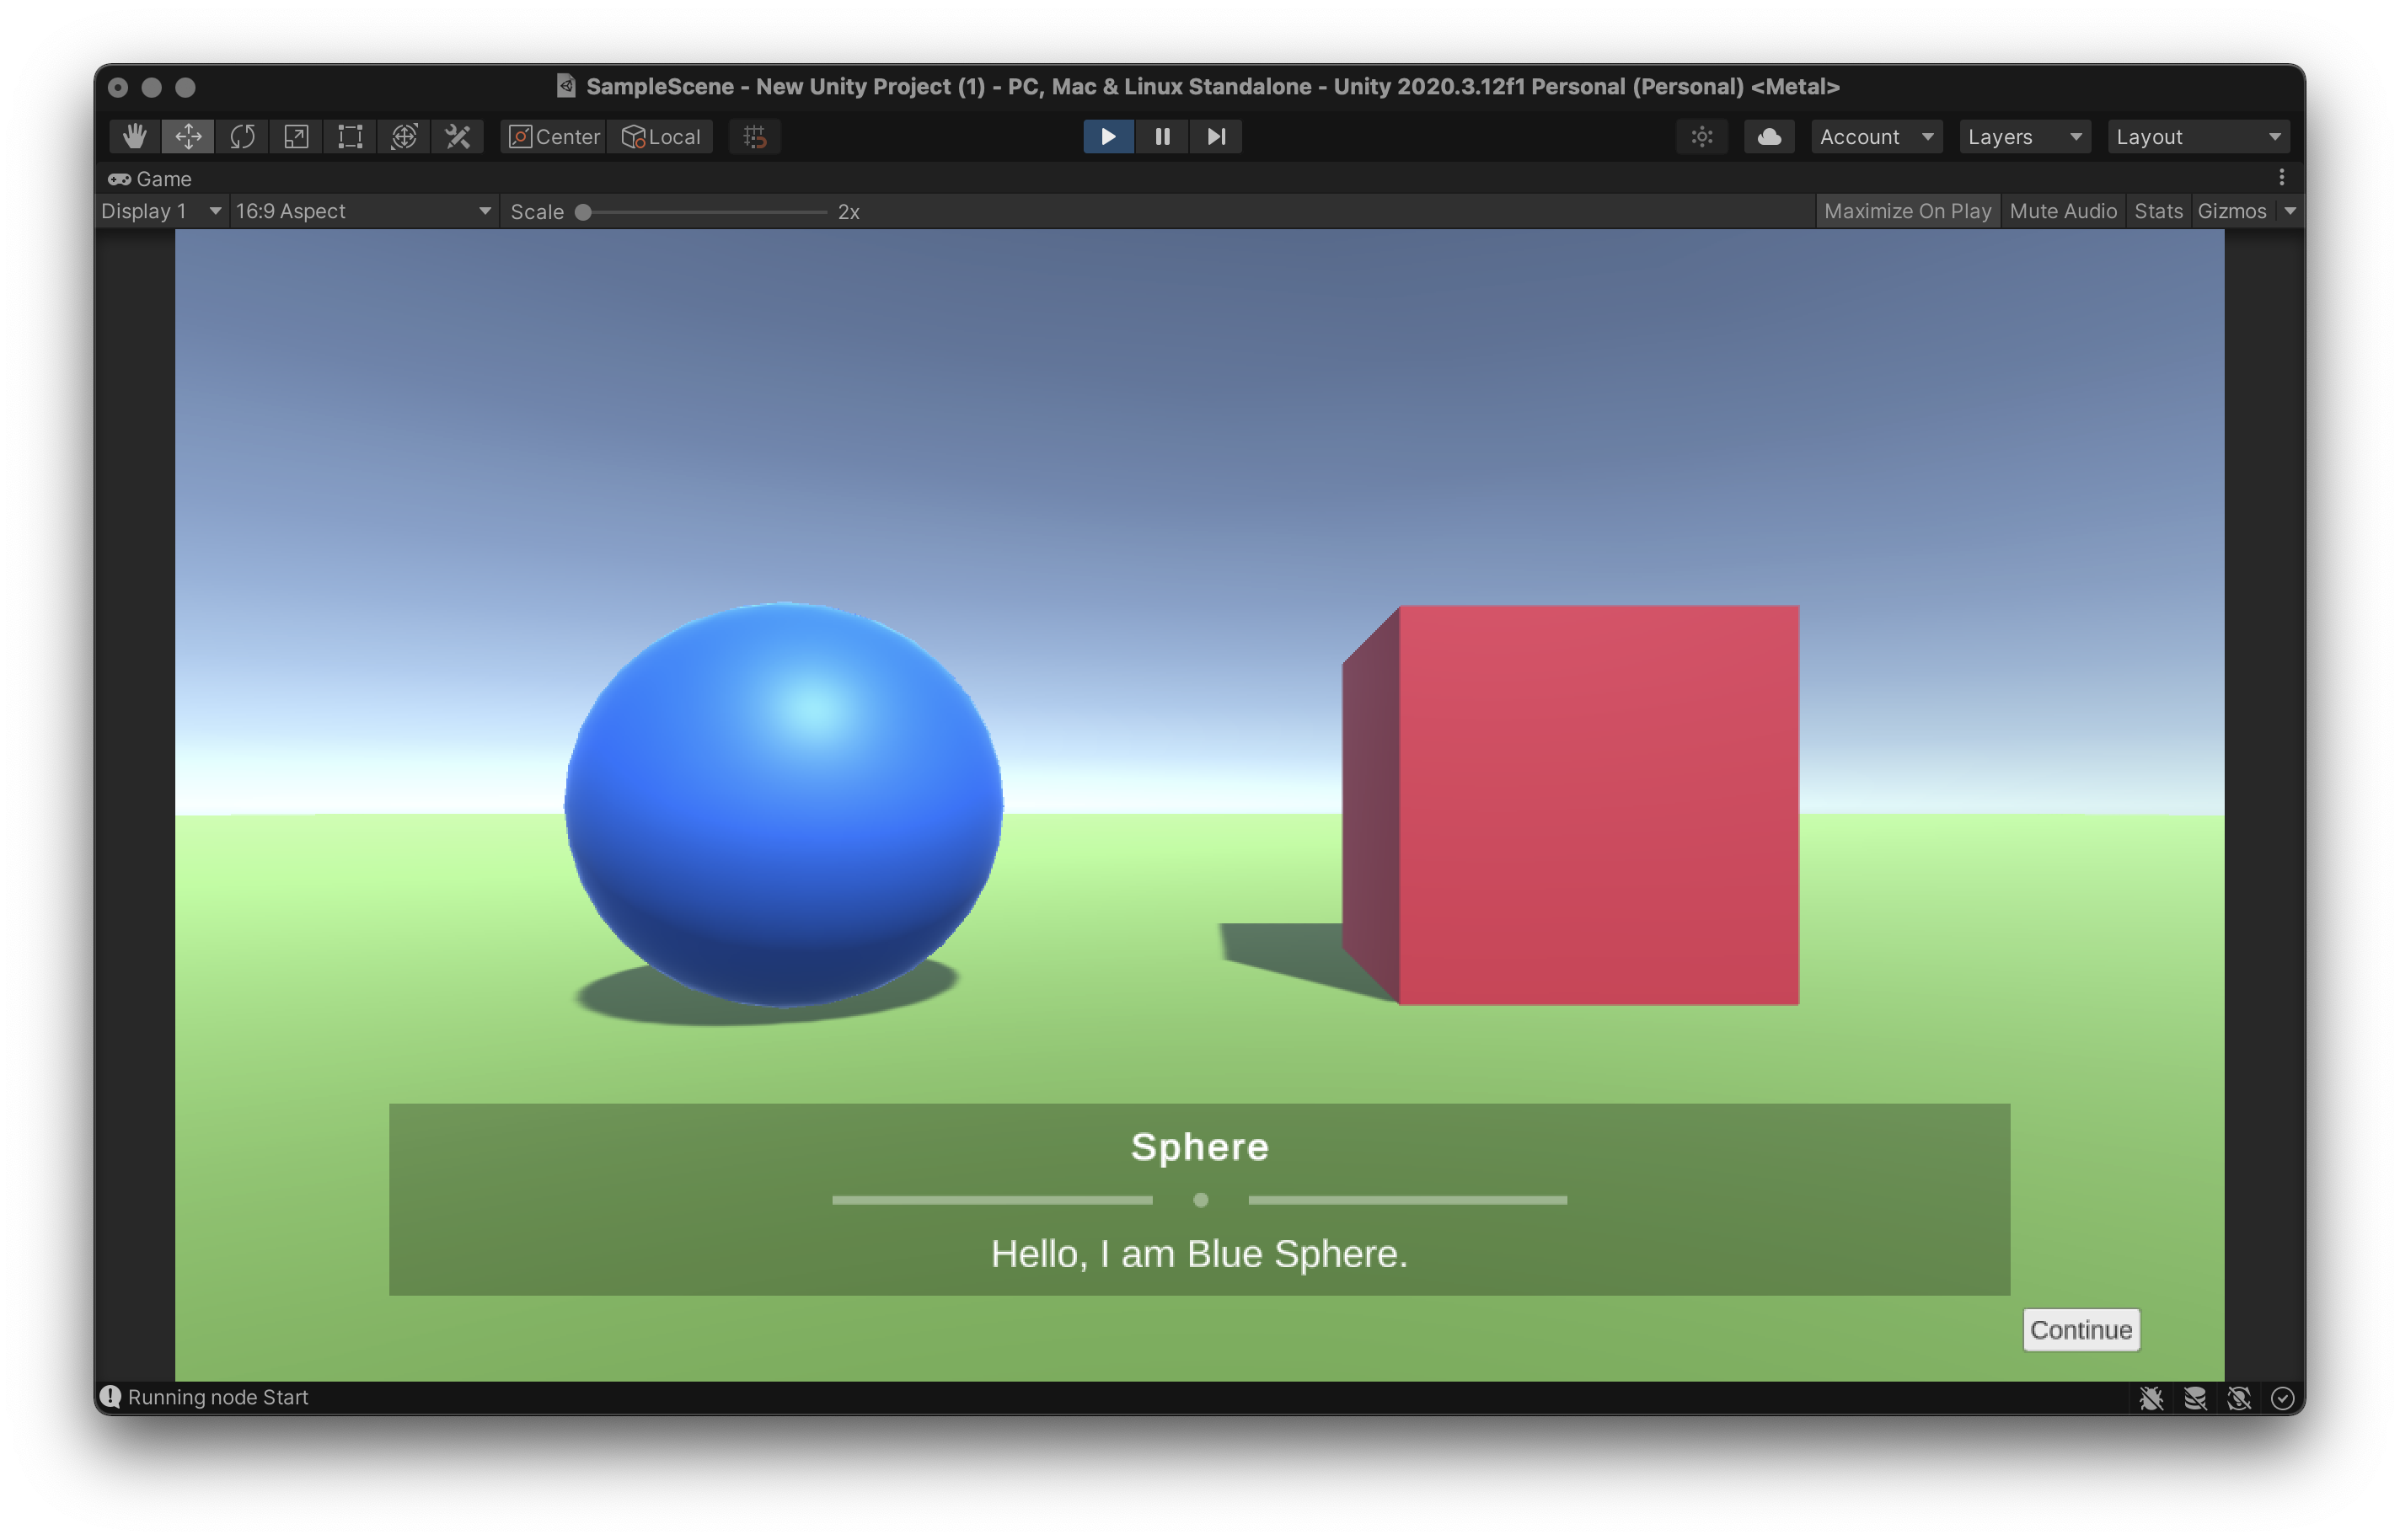 SampleScene - New Unity Project (1) - PC, Mac & Linux Standalone - Unity 2020.3.12f1 Personal (Personal) <Metal>
Center Local Account Layers Layout
Game
Display 1 16:9 Aspect Scale 2x Maximize On Play Mute Audio Stats Gizmos
Sphere
Hello, I am Blue Sphere.
Continue
Running node Start